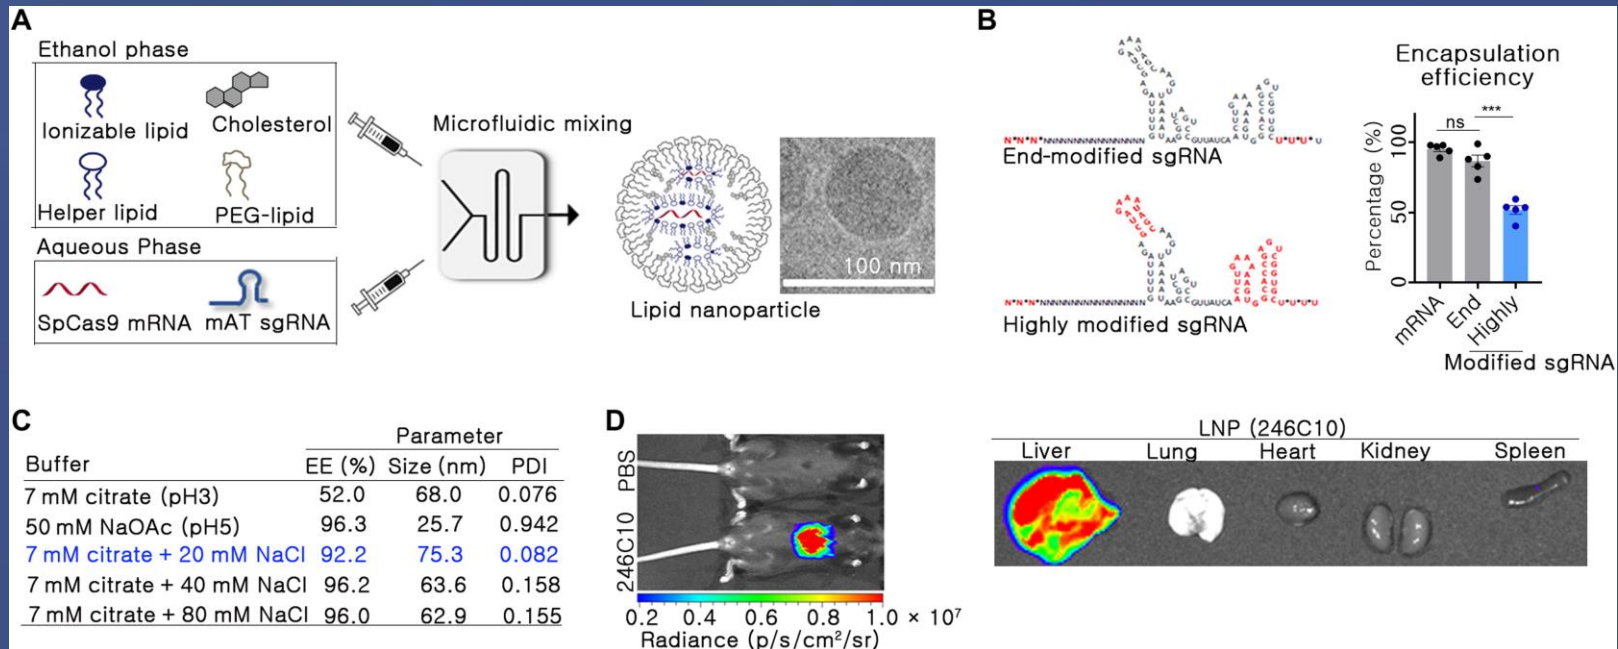 A
Ethanol phase
Ionizable lipid
Cholesterol
Helper lipid
PEG-lipid
Aqueous Phase
SpCas9 mRNA
mAT sgRNA
Microfluidic mixing
Lipid nanoparticle
100 nm
B
End-modified sgRNA
Highly modified sgRNA
Encapsulation
efficiency
ns
***
Percentage (%)
100
50
0
mRNA
End
Highly
Modified sgRNA
C
Parameter
Buffer EE (%) Size (nm) PDI
7 mM citrate (pH3) 52.0 68.0 0.076
50 mM NaOAc (pH5) 96.3 25.7 0.942
7 mM citrate + 20 mM NaCl 92.2 75.3 0.082
7 mM citrate + 40 mM NaCl 96.2 63.6 0.158
7 mM citrate + 80 mM NaCl 96.0 62.9 0.155
D
PBS
246C10
0.2 0.4 0.6 0.8 1.0 × 10⁷
Radiance (p/s/cm²/sr)
LNP (246C10)
Liver Lung Heart Kidney Spleen